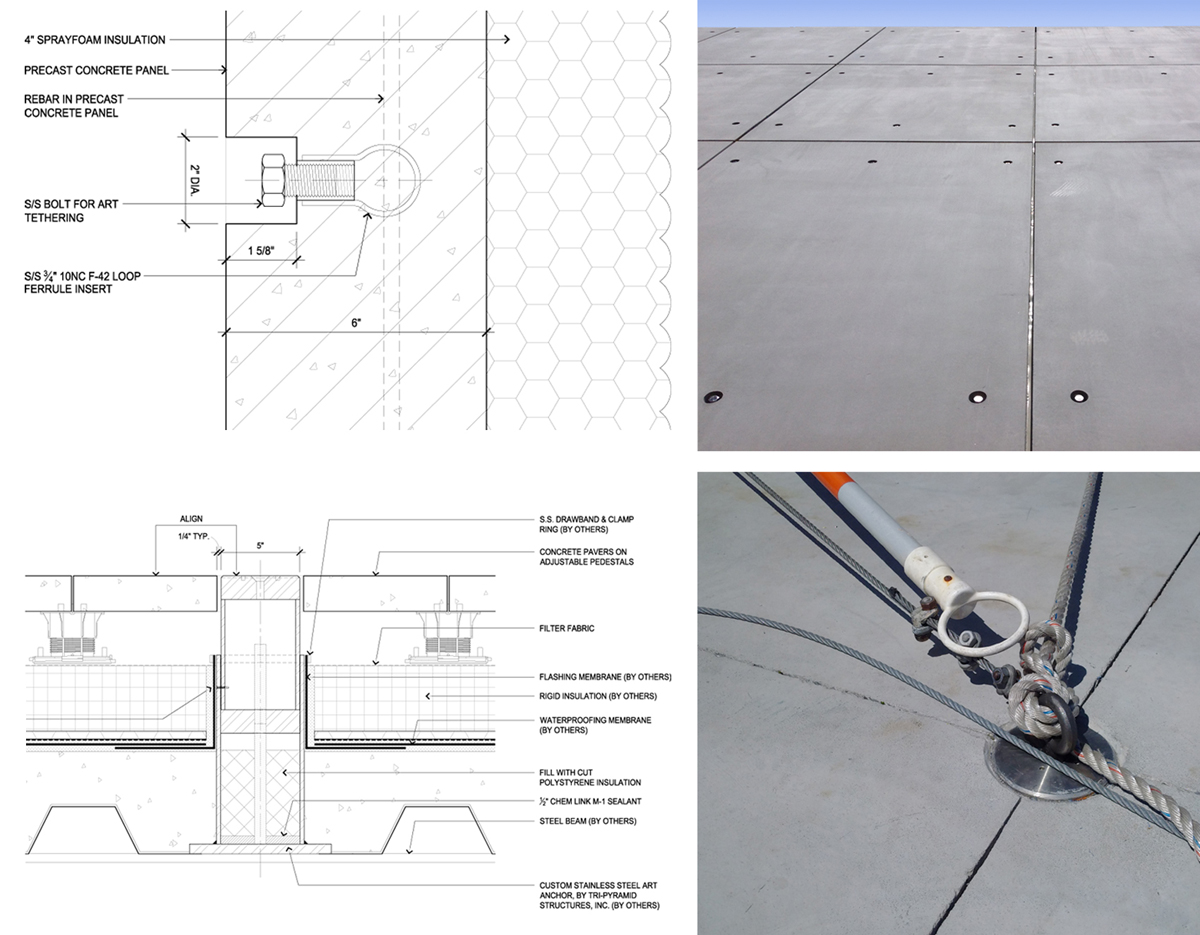 4" SPRAYFOAM INSULATION
PRECAST CONCRETE PANEL
REBAR IN PRECAST
CONCRETE PANEL
2" DIA.
S/S BOLT FOR ART
TETHERING
1 5/8"
S/S ¾" 10NC F-42 LOOP
FERRULE INSERT
6"
ALIGN
1/4" TYP.
5"
S.S. DRAWBAND & CLAMP
RING (BY OTHERS)
CONCRETE PAVERS ON
ADJUSTABLE PEDESTALS
FILTER FABRIC
FLASHING MEMBRANE (BY OTHERS)
RIGID INSULATION (BY OTHERS)
WATERPROOFING MEMBRANE
(BY OTHERS)
FILL WITH CUT
POLYSTYRENE INSULATION
½" CHEM LINK M-1 SEALANT
STEEL BEAM (BY OTHERS)
CUSTOM STAINLESS STEEL ART
ANCHOR, BY TRI-PYRAMID
STRUCTURES, INC. (BY OTHERS)